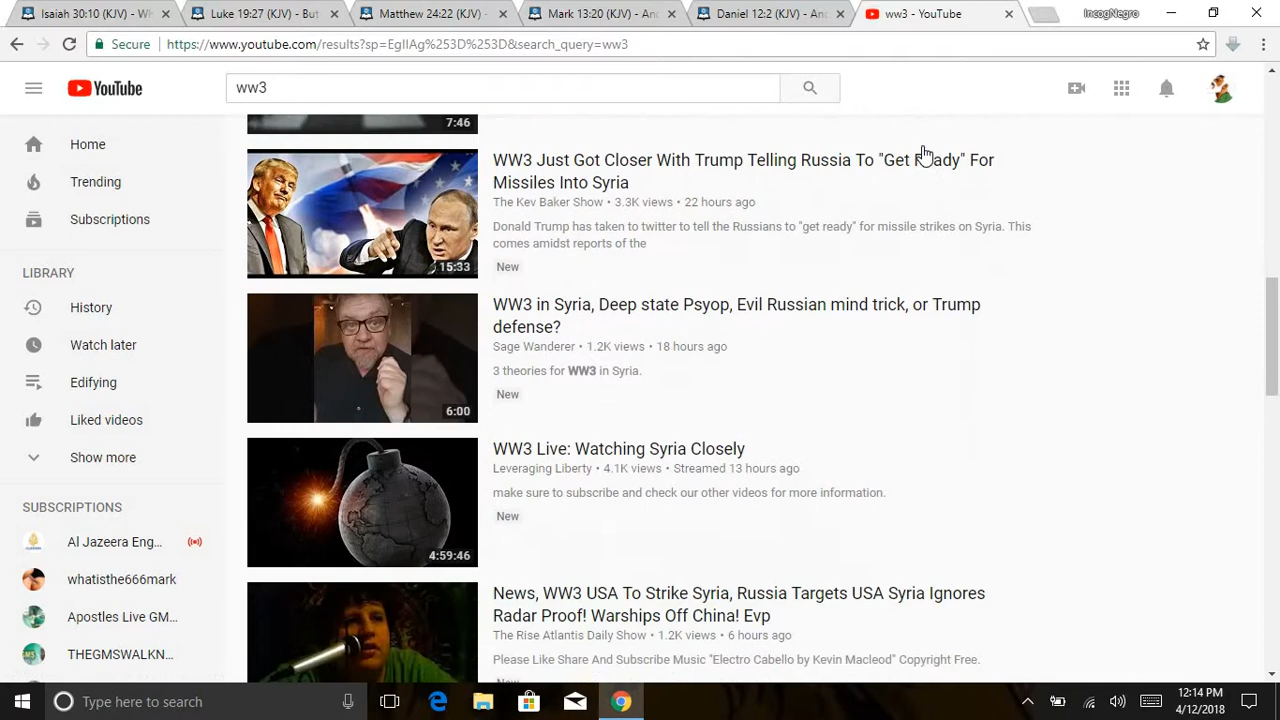 Isaiah 30:10 (KJV) - Wh
Luke 19:27 (KJV) - But
Matthew 24:22 (KJV) -
Mark 13:20 (KJV) - And
Daniel 12:2 (KJV) - And
ww3 - YouTube
IncogNegro
Secure
https://www.youtube.com/results?sp=EgIIAg%253D%253D&search_query=ww3
YouTube
ww3
Home
Trending
Subscriptions
LIBRARY
History
Watch later
Edifying
Liked videos
Show more
SUBSCRIPTIONS
Al Jazeera Eng...
whatisthe666mark
Apostles Live GM...
THEGMSWALKN...
7:46
WW3 Just Got Closer With Trump Telling Russia To "Get Ready" For
Missiles Into Syria
The Kev Baker Show • 3.3K views • 22 hours ago
Donald Trump has taken to twitter to tell the Russians to "get ready" for missile strikes on Syria. This
comes amidst reports of the
New
15:33
WW3 in Syria, Deep state Psyop, Evil Russian mind trick, or Trump
defense?
Sage Wanderer • 1.2K views • 18 hours ago
3 theories for WW3 in Syria.
New
6:00
WW3 Live: Watching Syria Closely
Leveraging Liberty • 4.1K views • Streamed 13 hours ago
make sure to subscribe and check our other videos for more information.
New
4:59:46
News, WW3 USA To Strike Syria, Russia Targets USA Syria Ignores
Radar Proof! Warships Off China! Evp
The Rise Atlantis Daily Show • 1.2K views • 6 hours ago
Please Like Share And Subscribe Music "Electro Cabello by Kevin Macleod" Copyright Free.
New
Type here to search
12:14 PM
4/12/2018